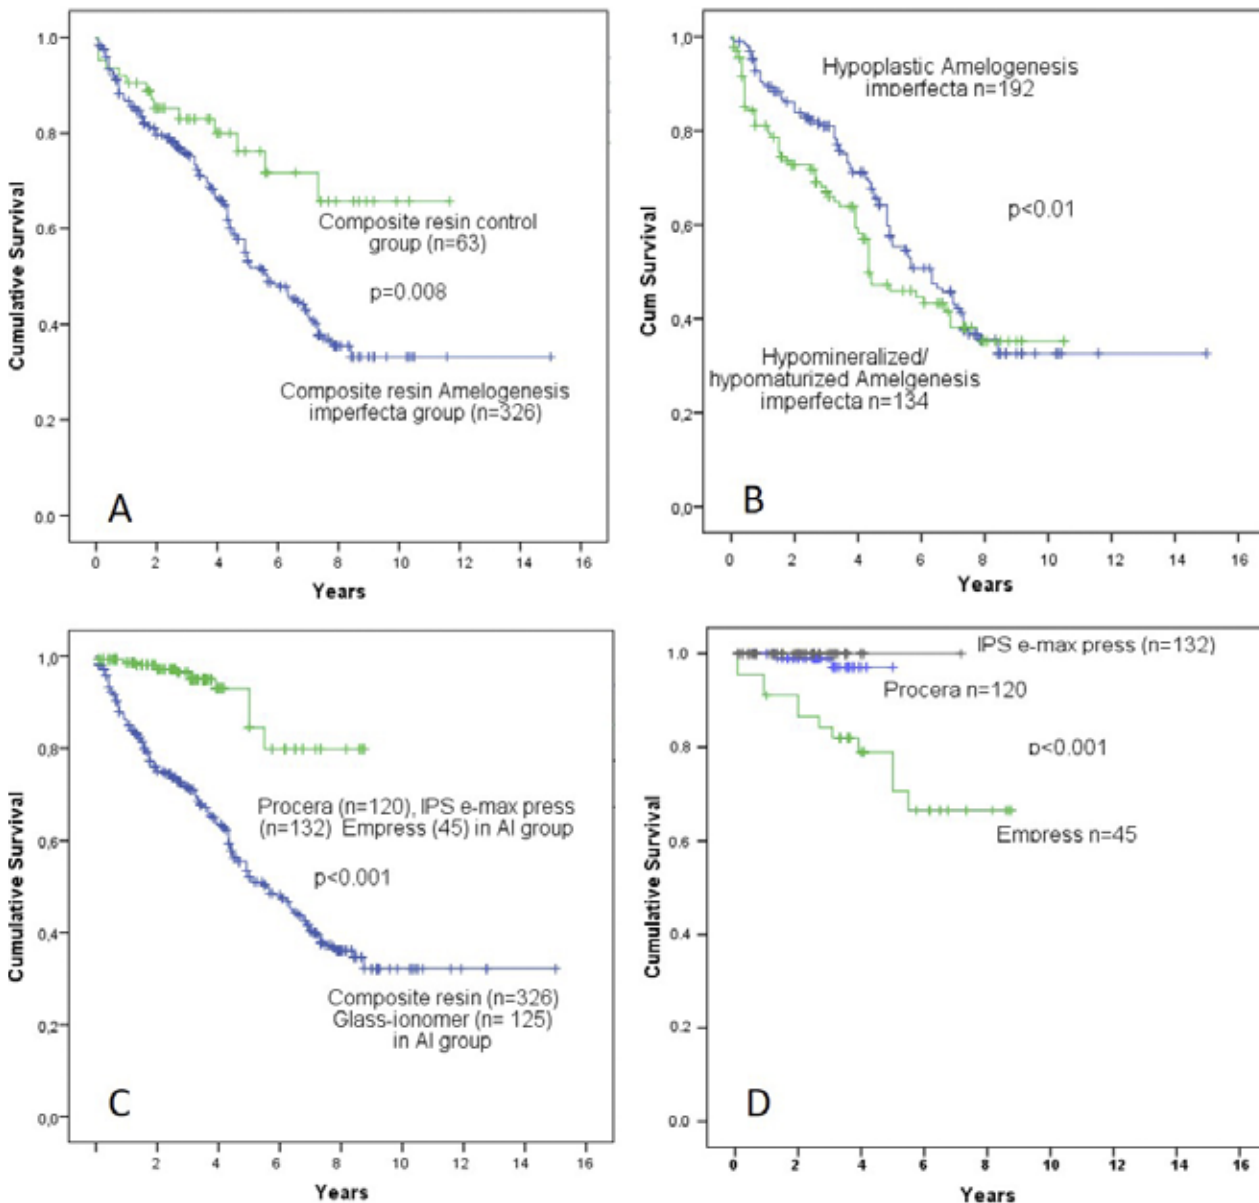 1.0
0.8
0.6
0.4
0.2
0.0
Cumulative Survival
Composite resin control
group (n=63)
p=0.008
Composite resin Amelogenesis
imperfecta group (n=326)
A
0 2 4 6 8 10 12 14 16
Years
1.0
0,8
0,6
0,4
0,2
0,0
Cum Survival
Hypoplastic Amelogenesis
imperfecta n=192
p<0.01
Hypomineralized/
hypomaturized Amelgenesis
imperfecta n=134
B
0 2 4 6 8 10 12 14 16
Years
1,0
0,8
0,6
0,4
0,2
0,0
Cumulative Survival
Procera (n=120), IPS e-max press
(n=132) Empress (45) in AI group
p<0.001
Composite resin (n=326)
Glass-ionomer (n= 125)
in AI group
C
0 2 4 6 8 10 12 14 16
Years
1.0
0.8
0.6
0.4
0.2
0.0
Cumulative Survival
IPS e-max press (n=132)
Procera n=120
p<0.001
Empress n=45
D
0 2 4 6 8 10 12 14 16
Years